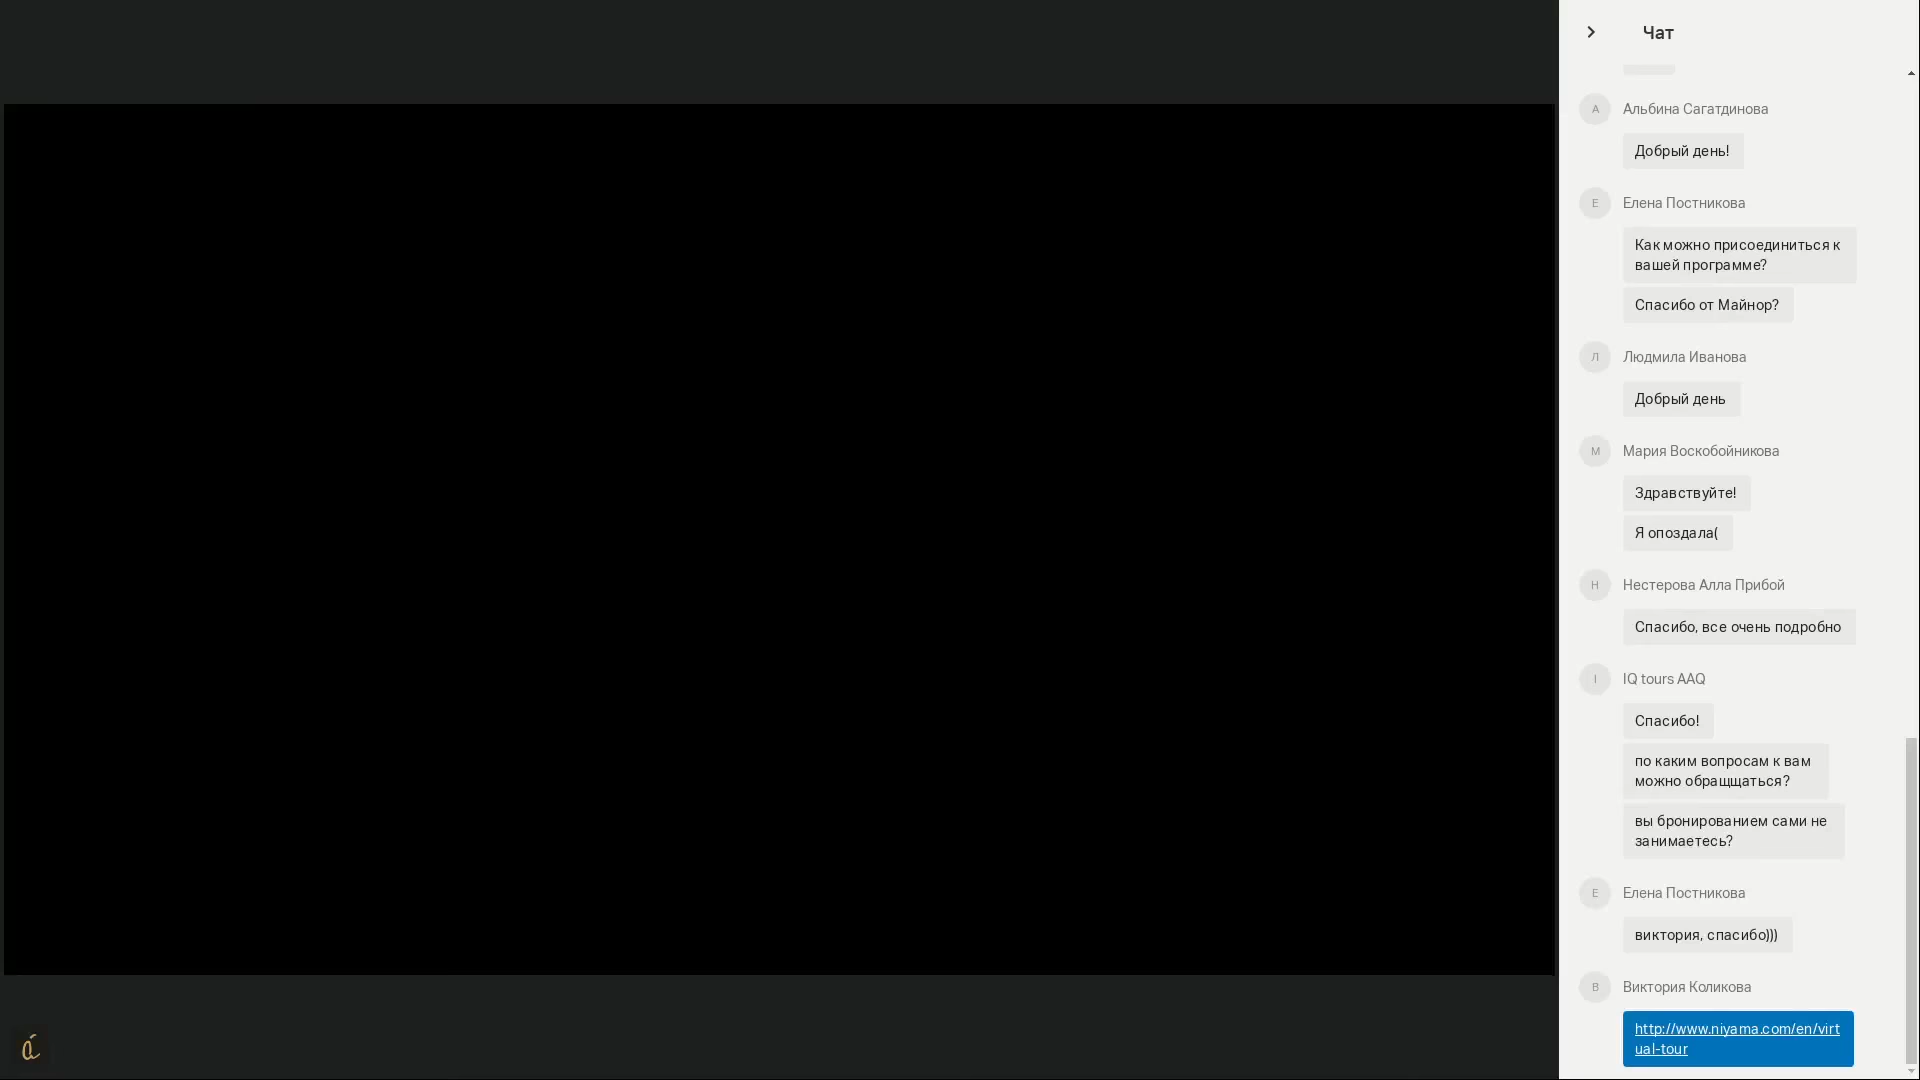 Чат
А
Альбина Сагатдинова
Добрый день!
Е
Елена Постникова
Как можно присоединиться к
вашей программе?
Спасибо от Майнор?
Л
Людмила Иванова
Добрый день
М
Мария Воскобойникова
Здравствуйте!
Я опоздала(
Н
Нестерова Алла Прибой
Спасибо, все очень подробно
I
IQ tours AAQ
Спасибо!
по каким вопросам к вам
можно обращщаться?
вы бронированием сами не
занимаетесь?
Е
Елена Постникова
виктория, спасибо)))
В
Виктория Коликова
http://www.niyama.com/en/virt
ual-tour
á